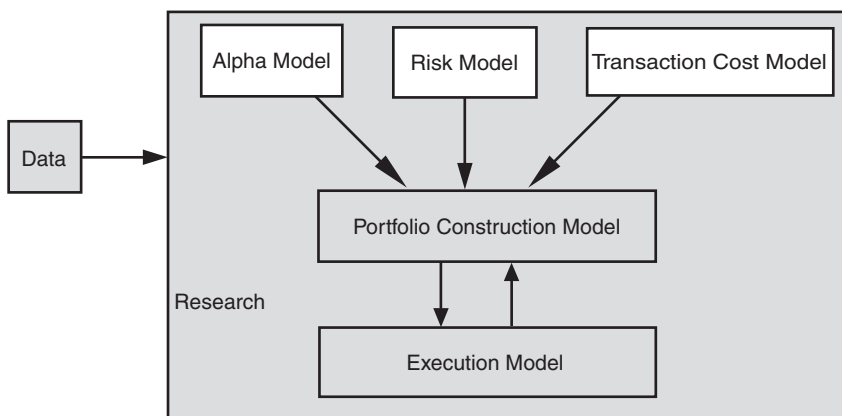 Alpha Model
Risk Model
Transaction Cost Model
Data
Portfolio Construction Model
Research
Execution Model